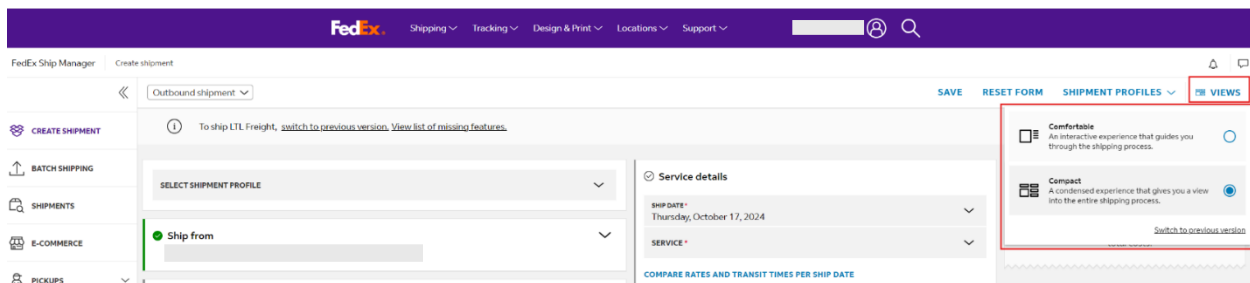 FedEx. Shipping Tracking Design & Print Locations Support
FedEx Ship Manager Create shipment
Outbound shipment SAVE RESET FORM SHIPMENT PROFILES VIEWS
CREATE SHIPMENT
BATCH SHIPPING
SHIPMENTS
E-COMMERCE
PICKUPS
To ship LTL Freight, switch to previous version. View list of missing features.
SELECT SHIPMENT PROFILE
Ship from
Service details
SHIP DATE*
Thursday, October 17, 2024
SERVICE*
COMPARE RATES AND TRANSIT TIMES PER SHIP DATE
Comfortable
An interactive experience that guides you
through the shipping process.
Compact
A condensed experience that gives you a view
into the entire shipping process.
Switch to previous version